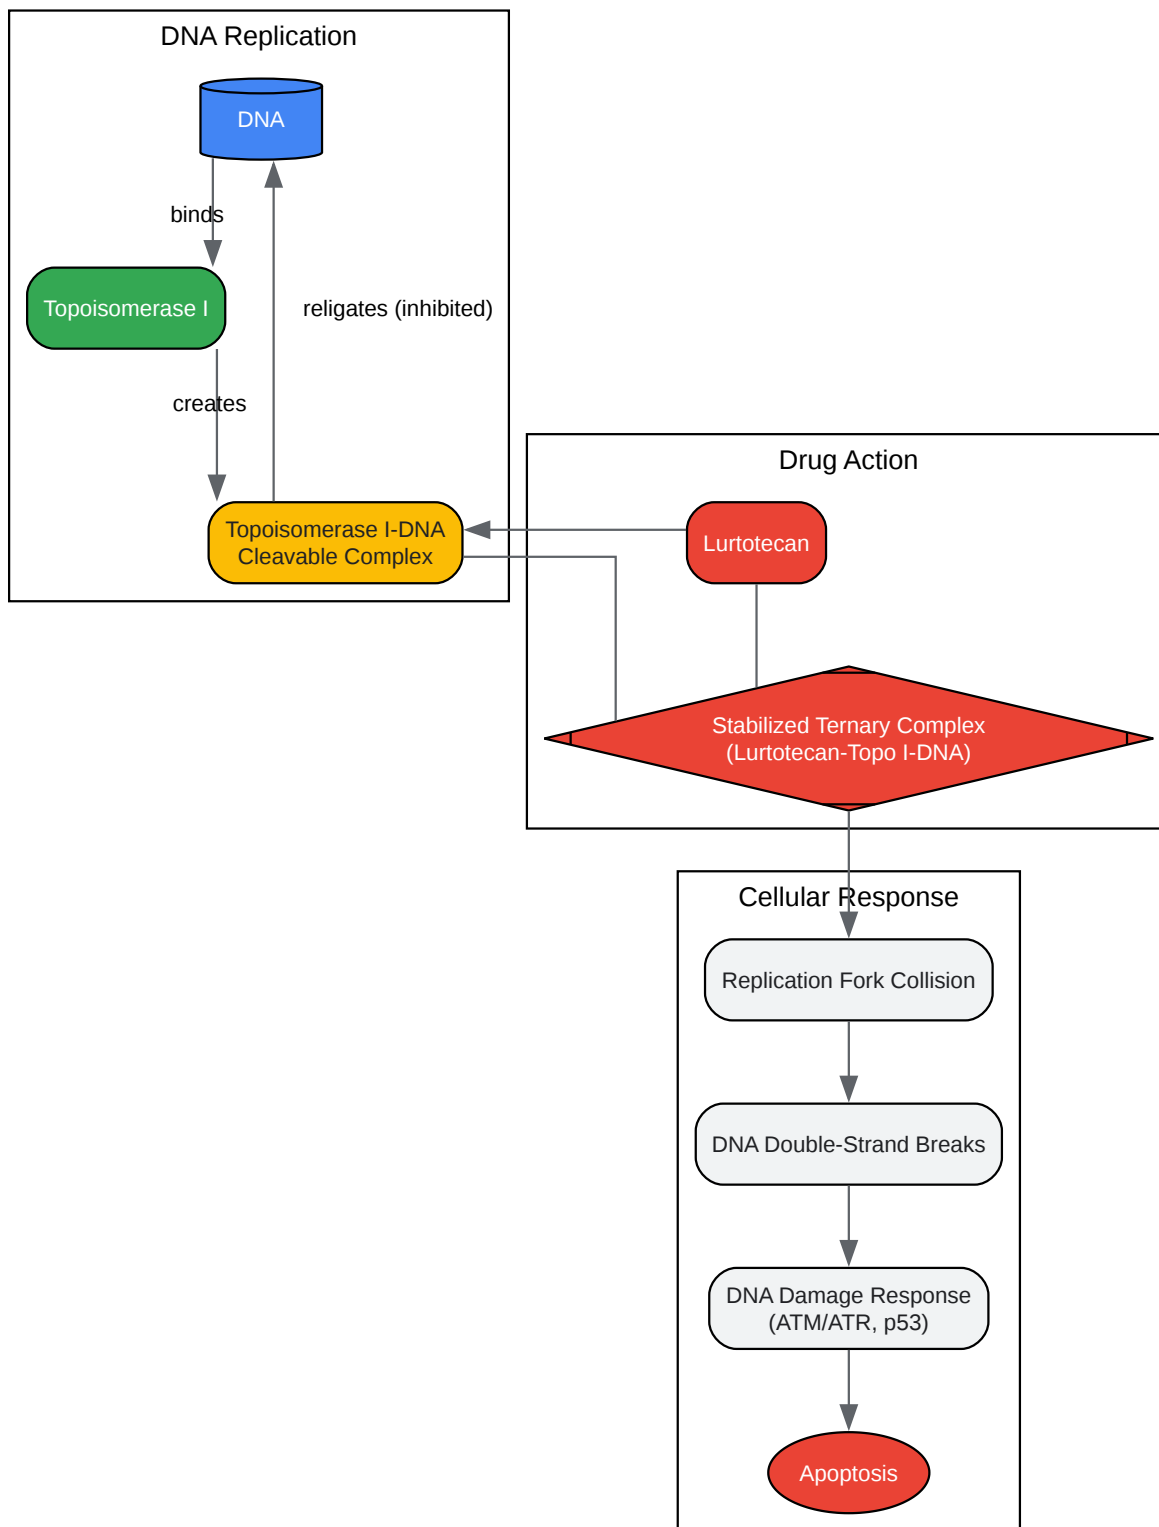 DNA Replication
DNA
binds
Topoisomerase I
religates (inhibited)
creates
Topoisomerase I-DNA
Cleavable Complex
Drug Action
Lurtotecan
Stabilized Ternary Complex
(Lurtotecan-Topo I-DNA)
Cellular Response
Replication Fork Collision
DNA Double-Strand Breaks
DNA Damage Response
(ATM/ATR, p53)
Apoptosis